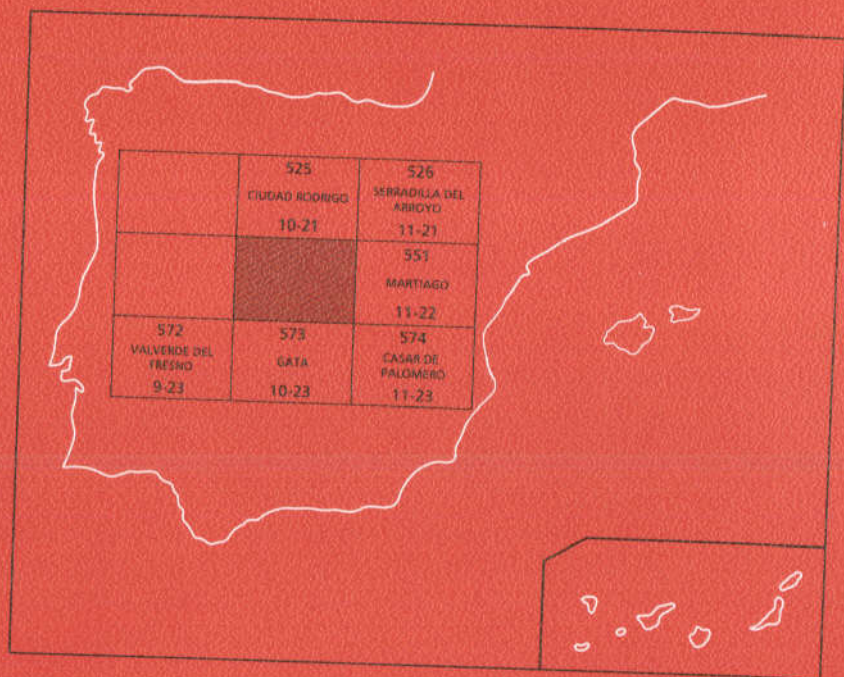 525
CIUDAD RODRIGO
10-21
526
SERRADILLA DEL
ARROYO
11-21
551
MARTIAGO
11-22
572
VALVERDE DEL
FRESNO
9-23
573
GATA
10-23
574
CASAR DE
PALOMERO
11-23